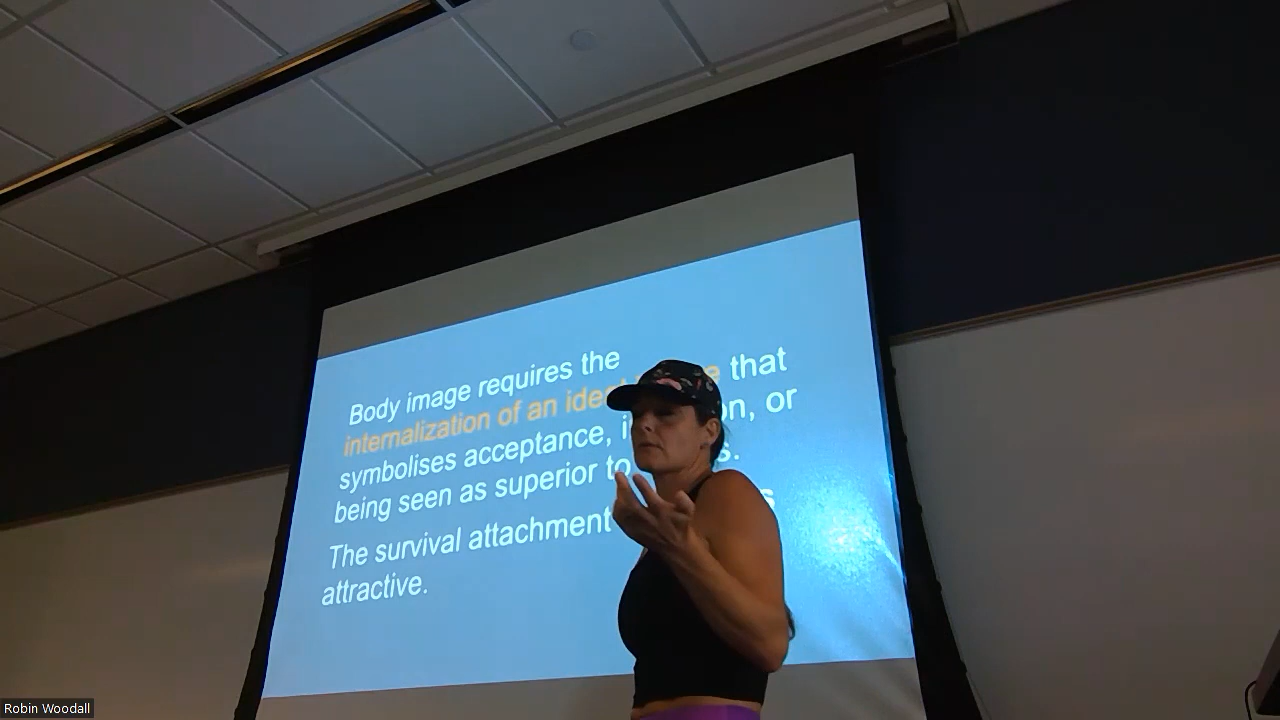 Body image requires the
internalization of an that
symbolises acceptance, or
being seen as superior to
The survival attachment
attractive.
Robin Woodall